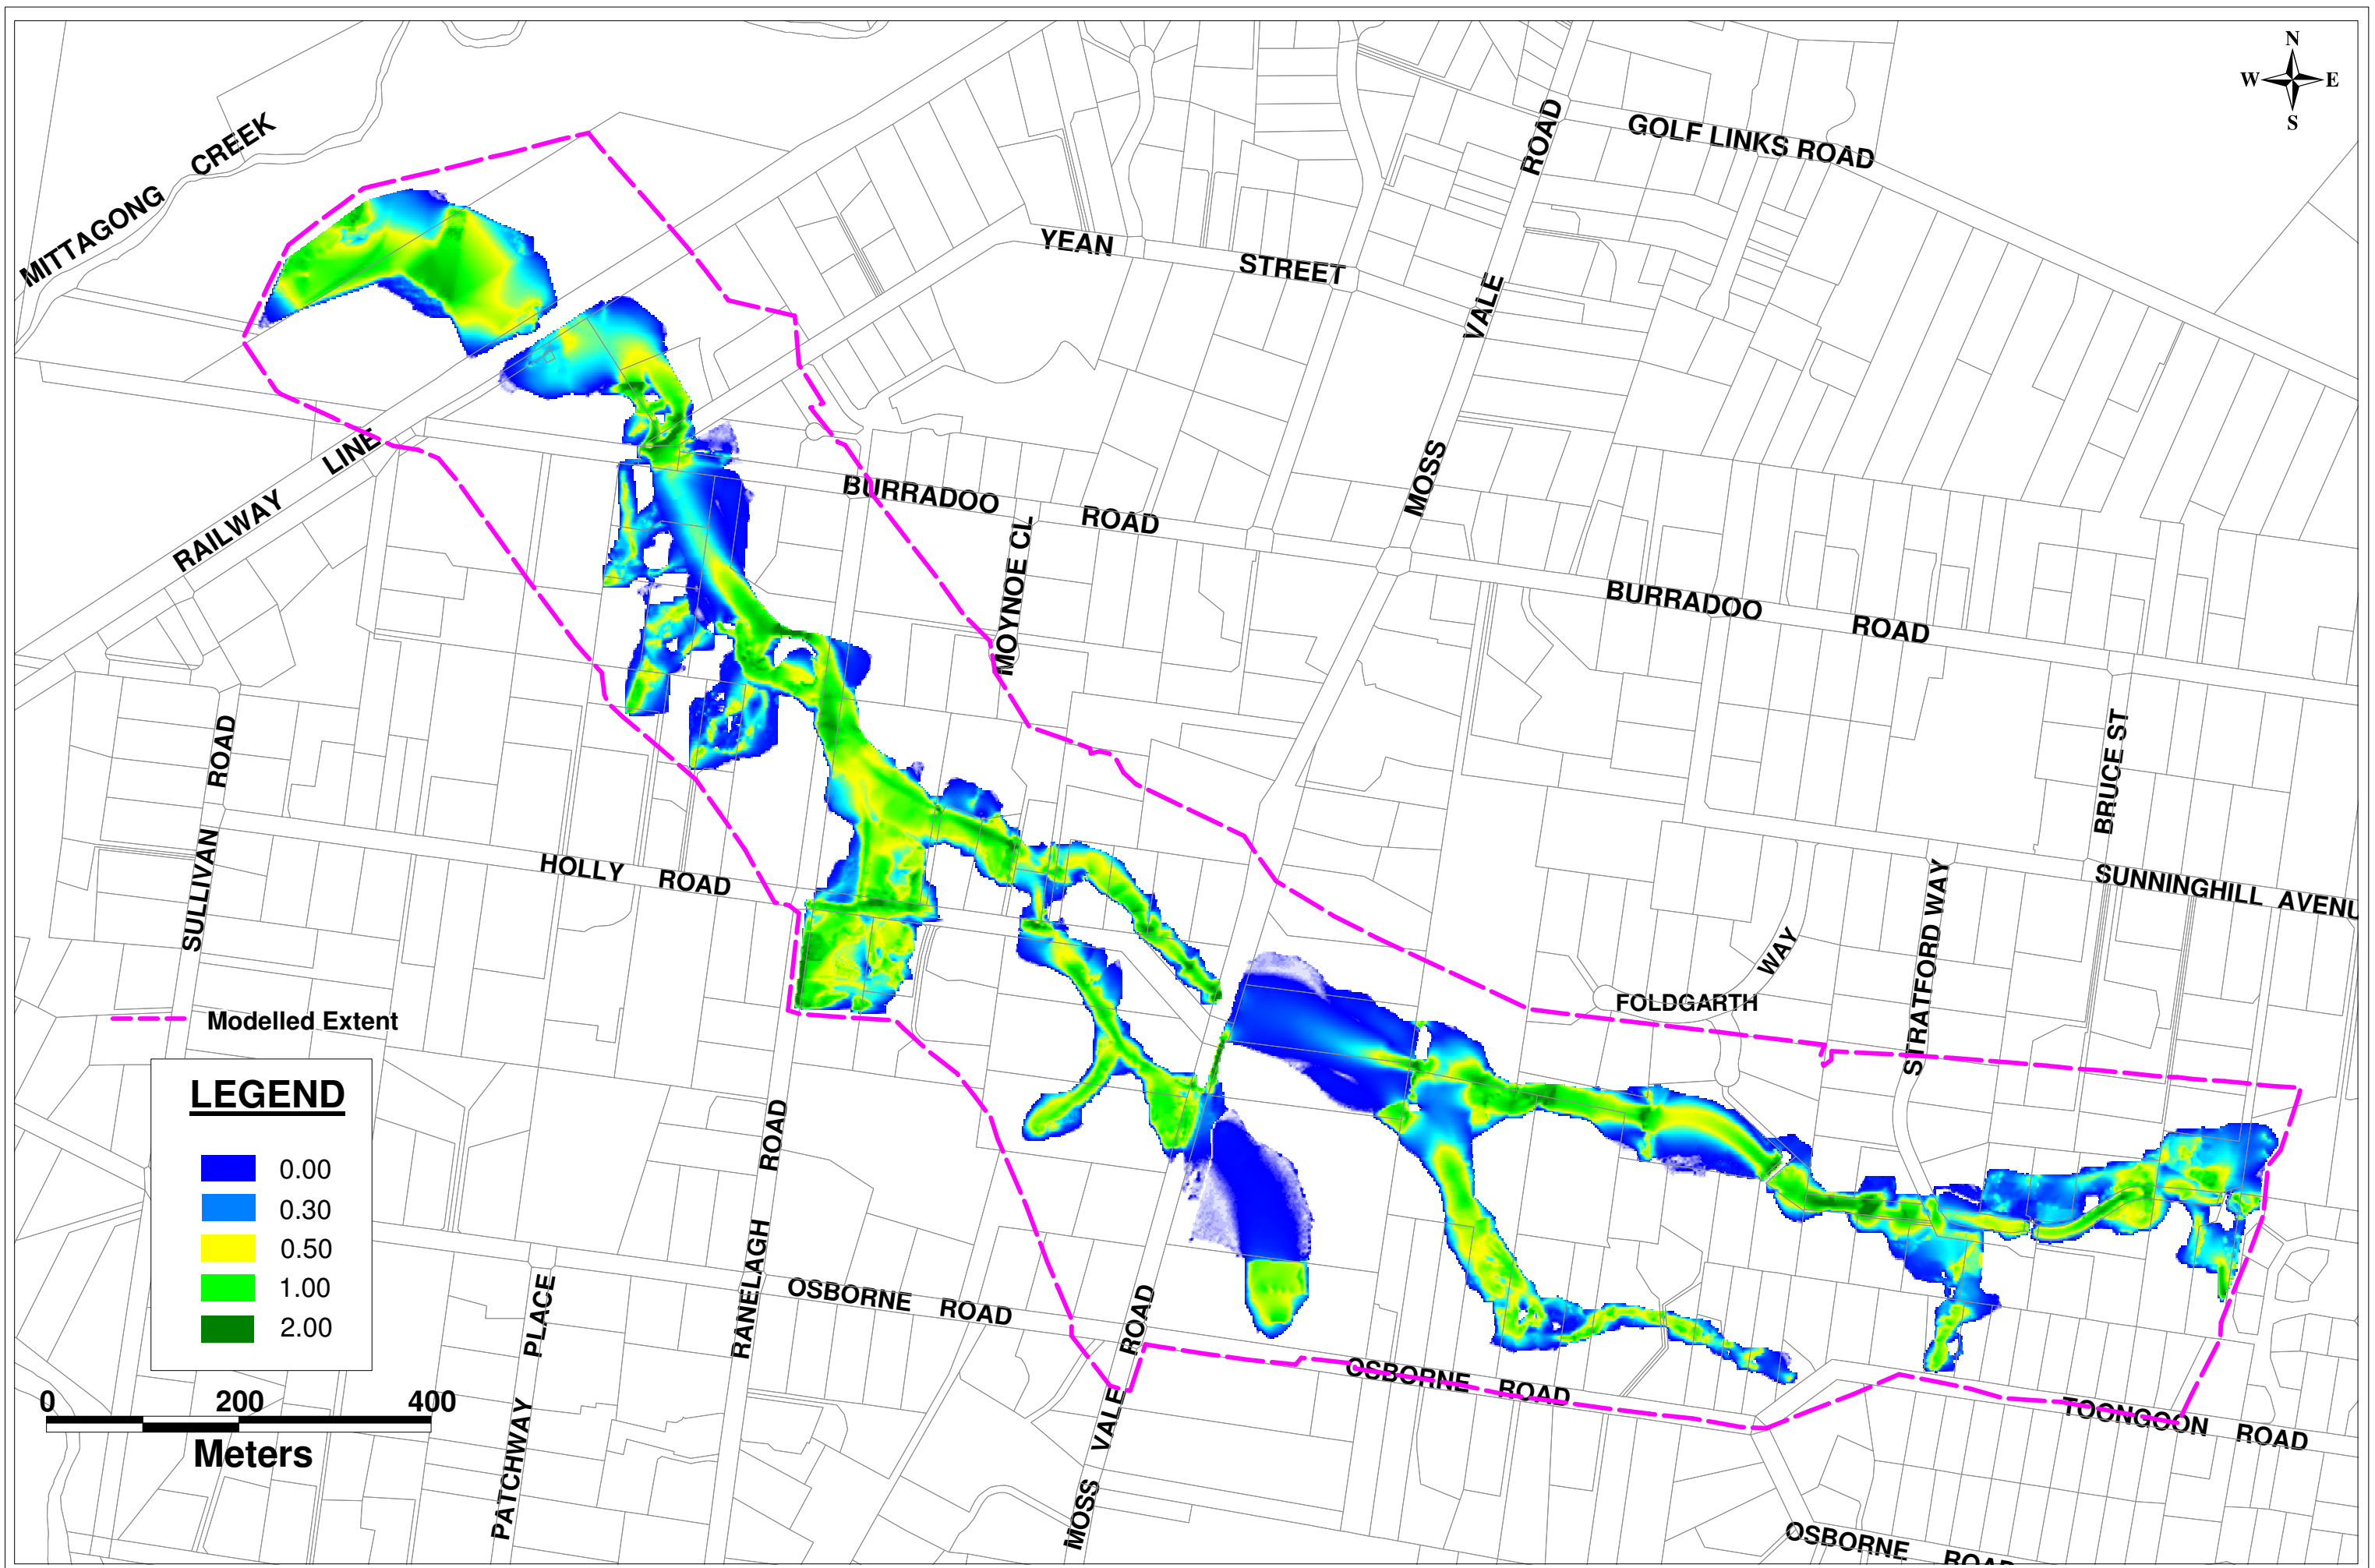 N
W E
S
MITTAGONG CREEK
GOLF LINKS ROAD
YEAN STREET
MOSS VALE ROAD
RAILWAY LINE
BURRADOO ROAD
MOYNOE CL
BURRADOO ROAD
BRUCE ST
SULLIVAN ROAD
HOLLY ROAD
SUNNINGHILL AVENU
STRATFORD WAY
FOLDGARTH WAY
Modelled Extent
LEGEND
0.00
0.30
0.50
1.00
2.00
RANELAGH ROAD
OSBORNE ROAD
PATCHWAY PLACE
MOSS VALE ROAD
OSBORNE ROAD
TOONGOON ROAD
0 200 400
Meters
OSBORNE ROAD